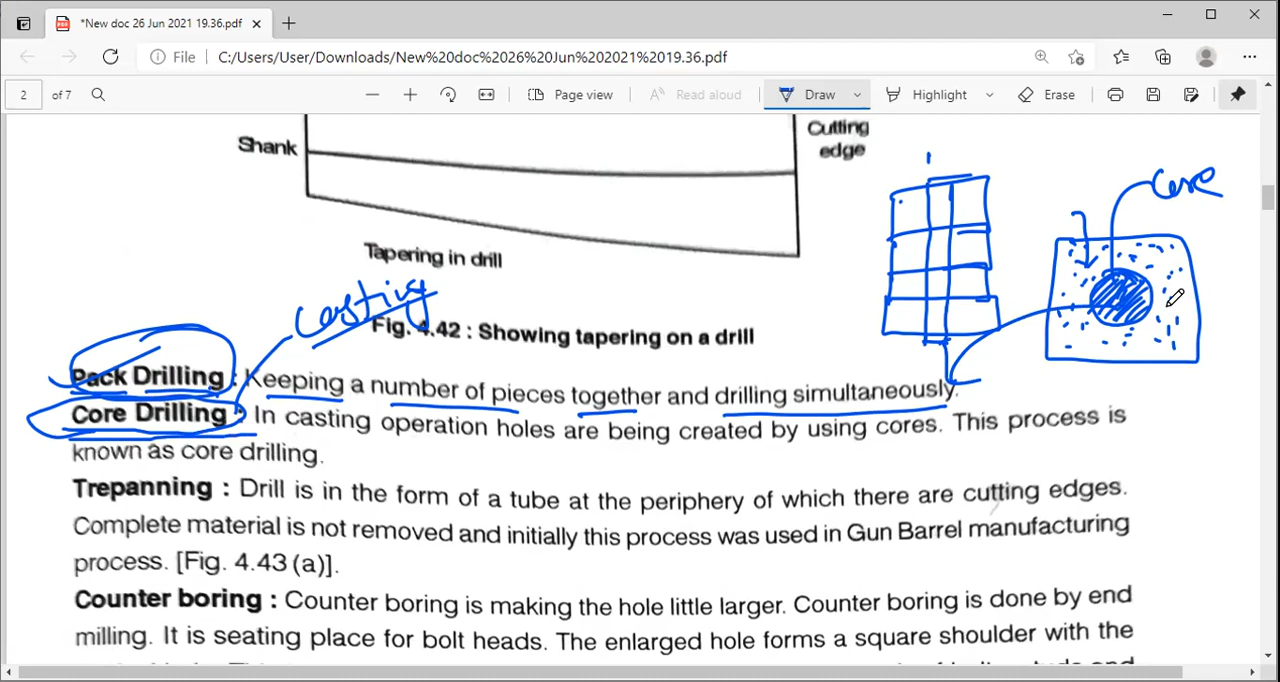 *New doc 26 Jun 2021 19.36.pdf
File C:/Users/User/Downloads/New%20doc%2026%20Jun%202021%2019.36.pdf
2 of 7 Page view Read aloud Draw Highlight Erase
Shank
Cutting
edge
Core
Tapering in drill
Casting
Fig. 4.42 : Showing tapering on a drill
Pack Drilling : Keeping a number of pieces together and drilling simultaneously.
Core Drilling : In casting operation holes are being created by using cores. This process is
known as core drilling.
Trepanning : Drill is in the form of a tube at the periphery of which there are cutting edges.
Complete material is not removed and initially this process was used in Gun Barrel manufacturing
process. [Fig. 4.43 (a)].
Counter boring : Counter boring is making the hole little larger. Counter boring is done by end
milling. It is seating place for bolt heads. The enlarged hole forms a square shoulder with the